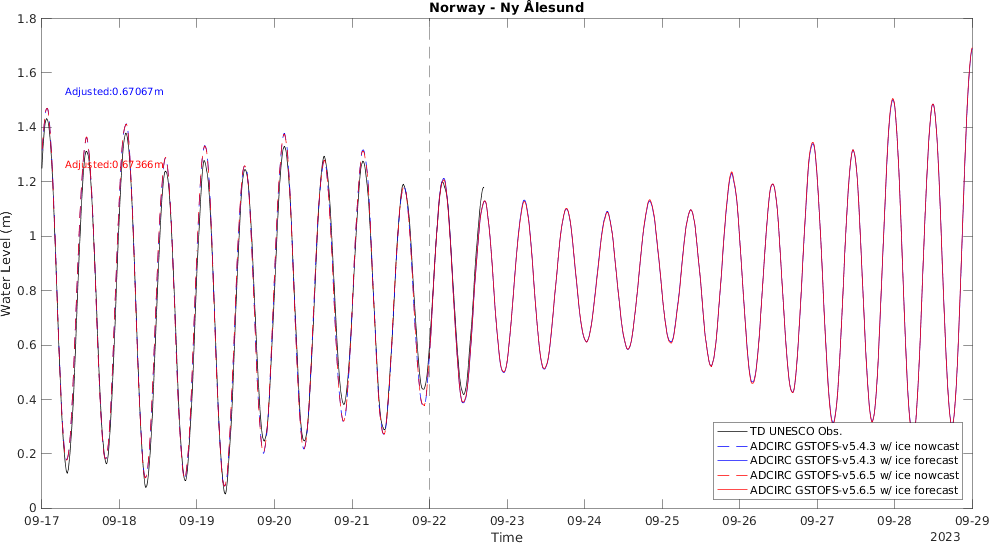 Norway - Ny Ålesund
1.8
1.6
1.4
1.2
1
0.8
0.6
0.4
0.2
0
Water Level (m)
Adjusted:0.67067m
Adjusted:0.67366m
TD UNESCO Obs.
ADCIRC GSTOFS-v5.4.3 w/ ice nowcast
ADCIRC GSTOFS-v5.4.3 w/ ice forecast
ADCIRC GSTOFS-v5.6.5 w/ ice nowcast
ADCIRC GSTOFS-v5.6.5 w/ ice forecast
09-17 09-18 09-19 09-20 09-21 09-22 09-23 09-24 09-25 09-26 09-27 09-28 09-29
Time
2023